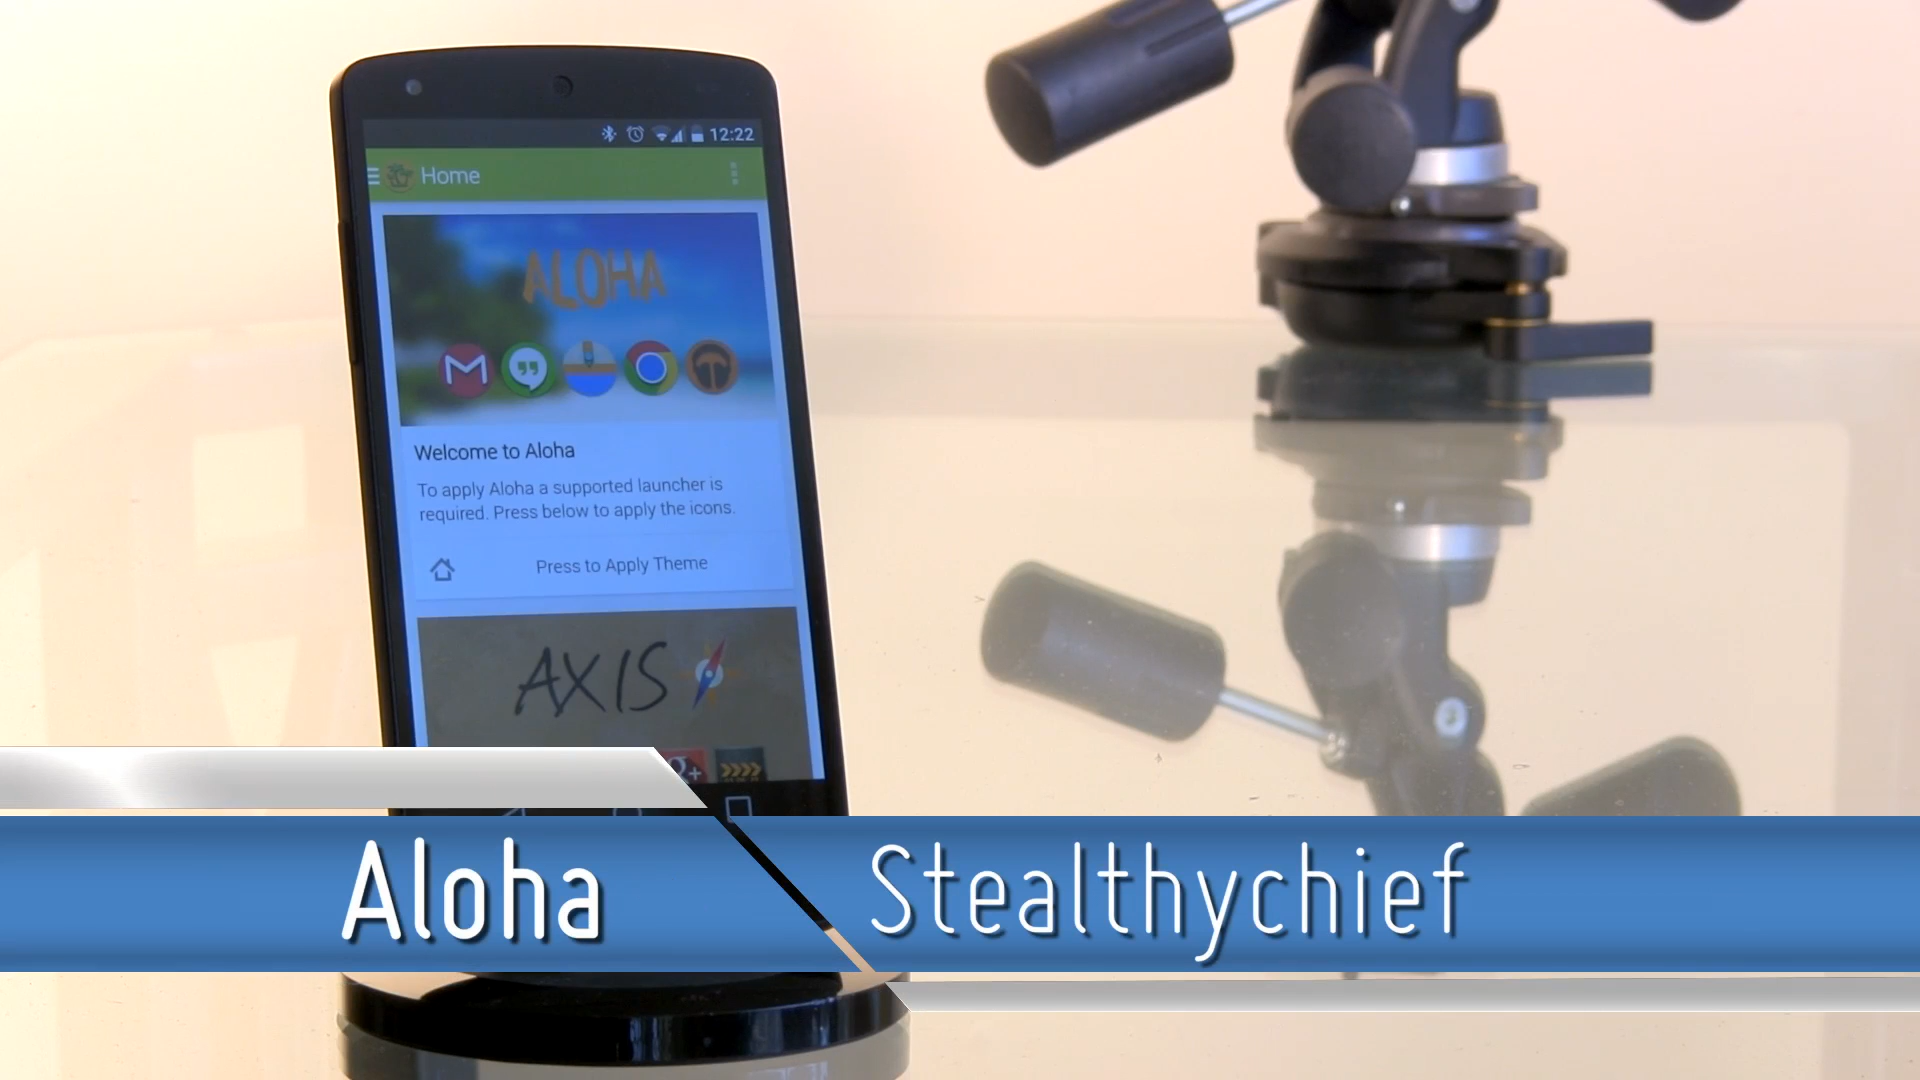 12:22
Home
ALOHA
Welcome to Aloha
To apply Aloha a supported launcher is
required. Press below to apply the icons.
Press to Apply Theme
AXIS
g+
Aloha
Stealthychief